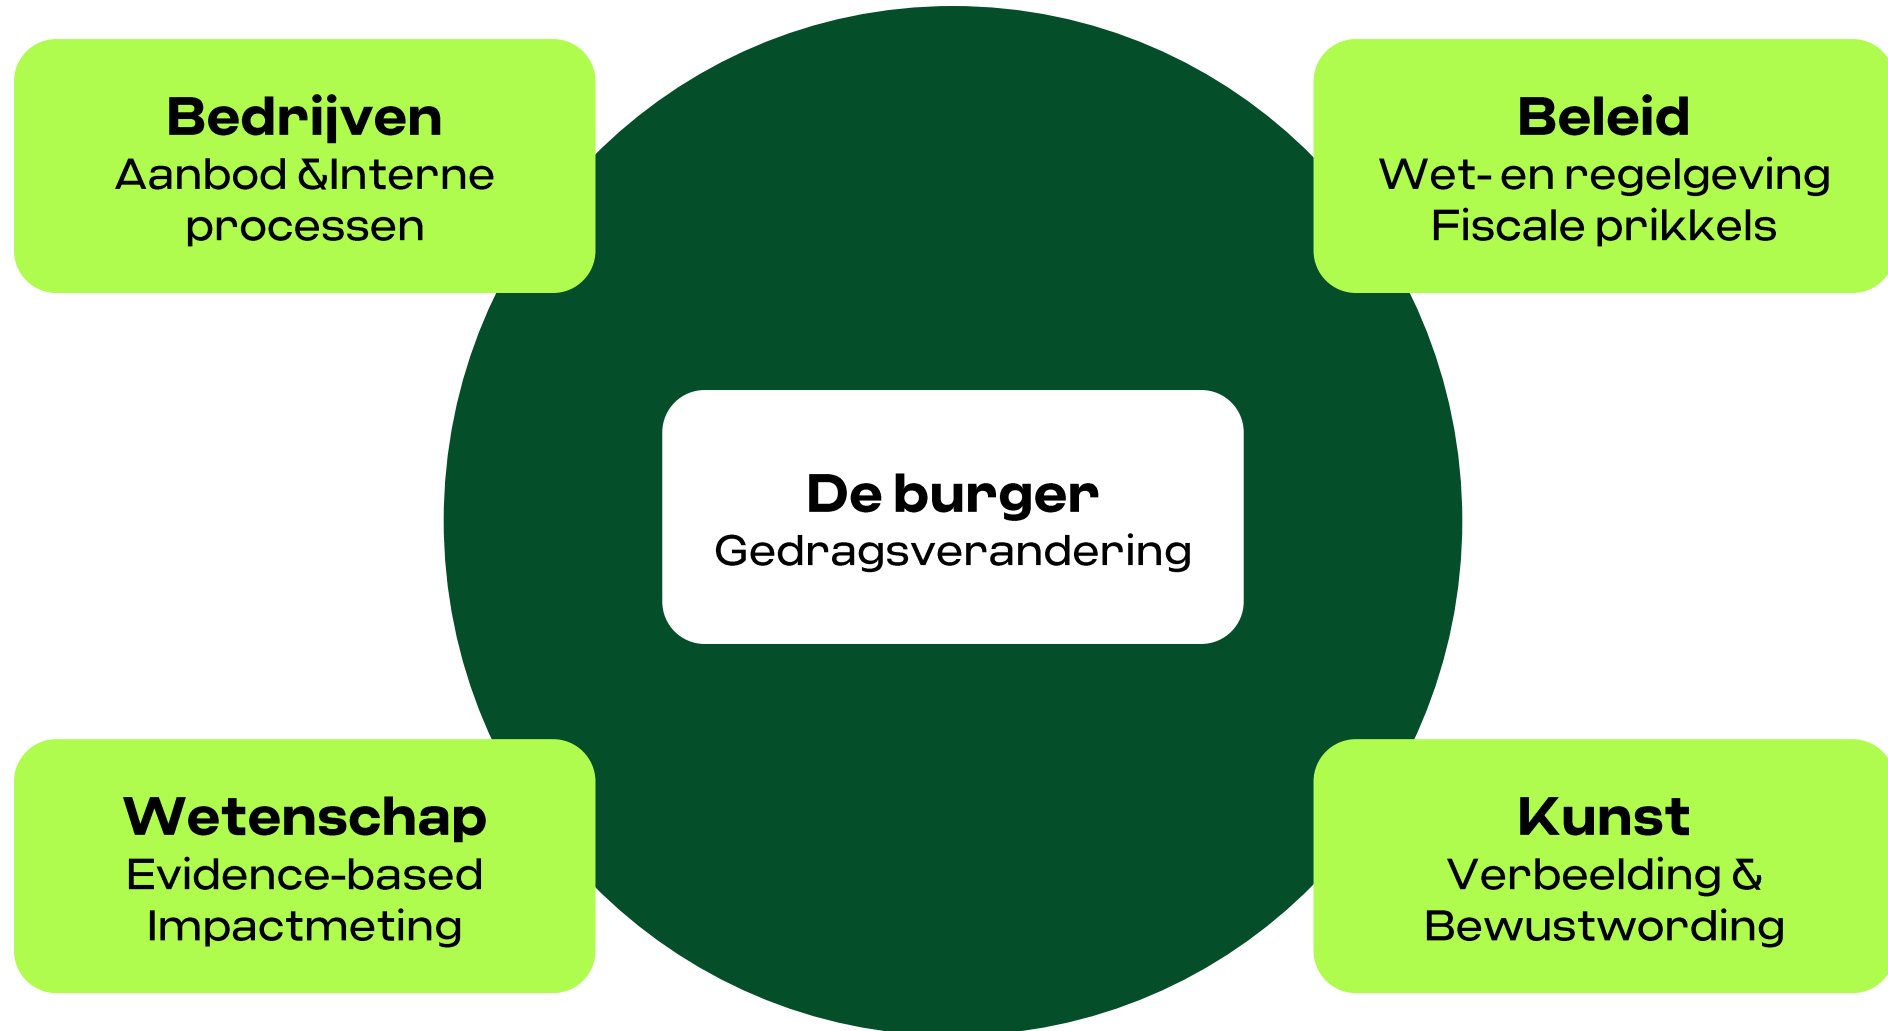 Bedrijven
Aanbod &Interne
processen
Beleid
Wet- en regelgeving
Fiscale prikkels
De burger
Gedragsverandering
Wetenschap
Evidence-based
Impactmeting
Kunst
Verbeelding &
Bewustwording